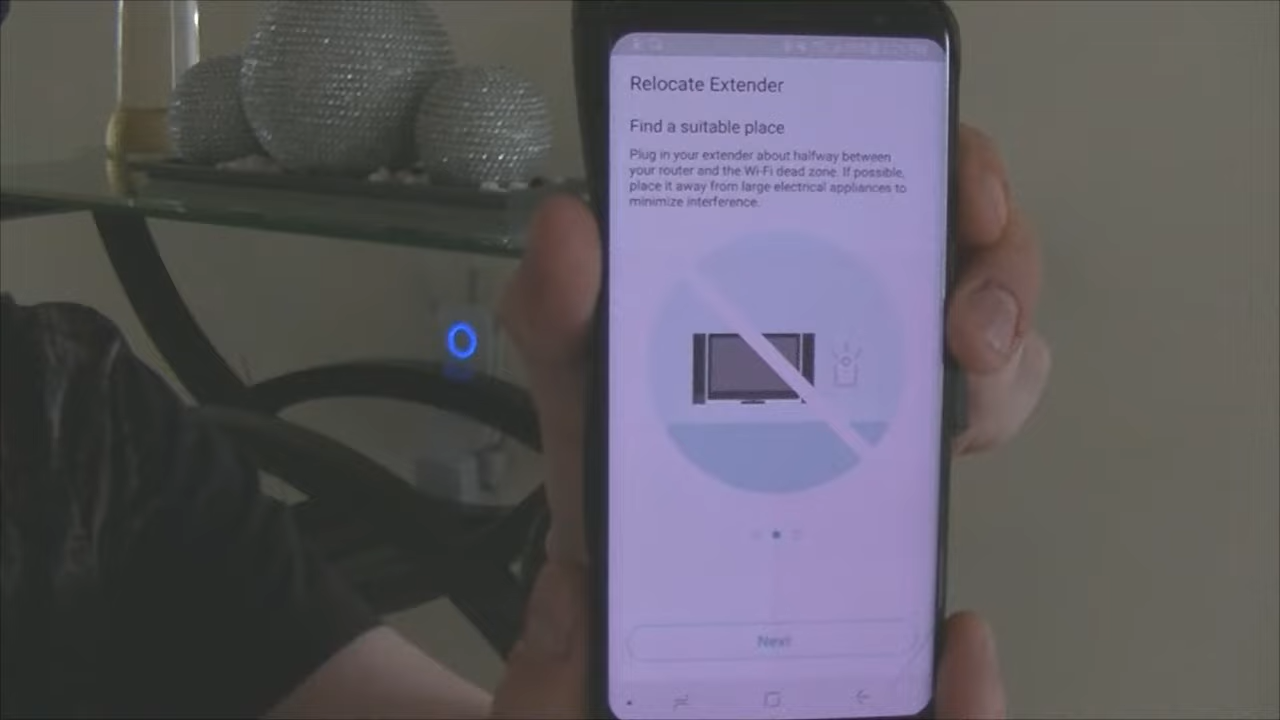 Relocate Extender
Find a suitable place
Plug in your extender about halfway between
your router and the Wi-Fi dead zone. If possible,
place it away from large electrical appliances to
minimize interference.
Next